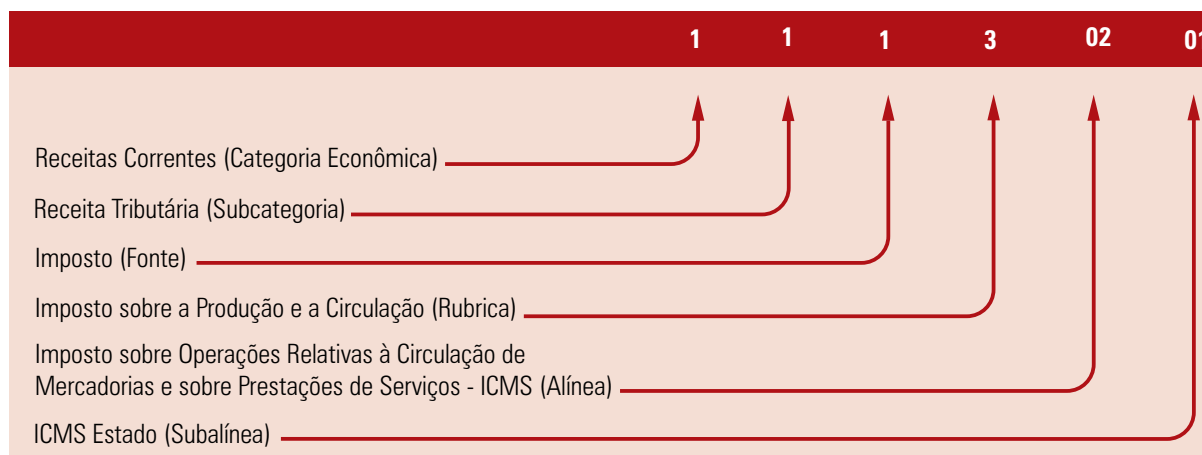 1 1 1 3 02 01
Receitas Correntes (Categoria Econômica)
Receita Tributária (Subcategoria)
Imposto (Fonte)
Imposto sobre a Produção e a Circulação (Rubrica)
Imposto sobre Operações Relativas à Circulação de
Mercadorias e sobre Prestações de Serviços - ICMS (Alínea)
ICMS Estado (Subalínea)